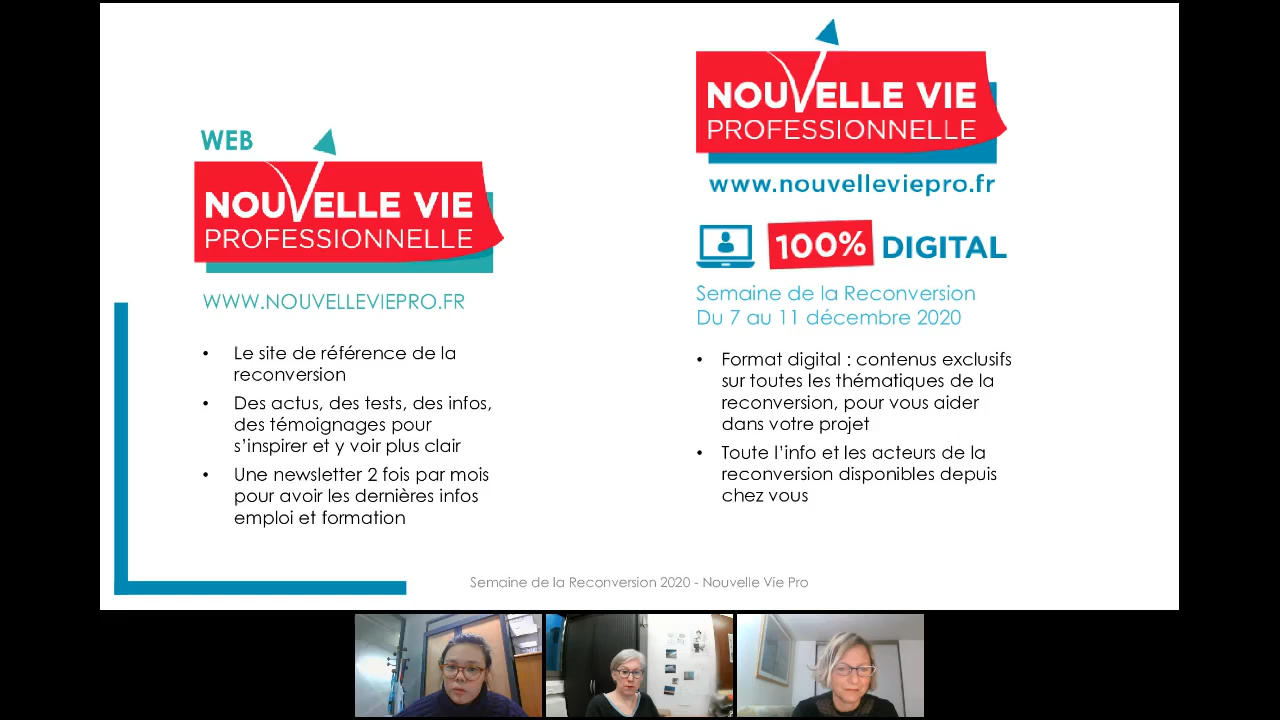 WEB
NOUVELLE VIE
PROFESSIONNELLE
WWW.NOUVELLEVIEPRO.FR
• Le site de référence de la
reconversion
• Des actus, des tests, des infos,
des témoignages pour
s’inspirer et y voir plus clair
• Une newsletter 2 fois par mois
pour avoir les dernières infos
emploi et formation
NOUVELLE VIE
PROFESSIONNELLE
www.nouvelleviepro.fr
100% DIGITAL
Semaine de la Reconversion
Du 7 au 11 décembre 2020
• Format digital : contenus exclusifs
sur toutes les thématiques de la
reconversion, pour vous aider
dans votre projet
• Toute l’info et les acteurs de la
reconversion disponibles depuis
chez vous
Semaine de la Reconversion 2020 - Nouvelle Vie Pro